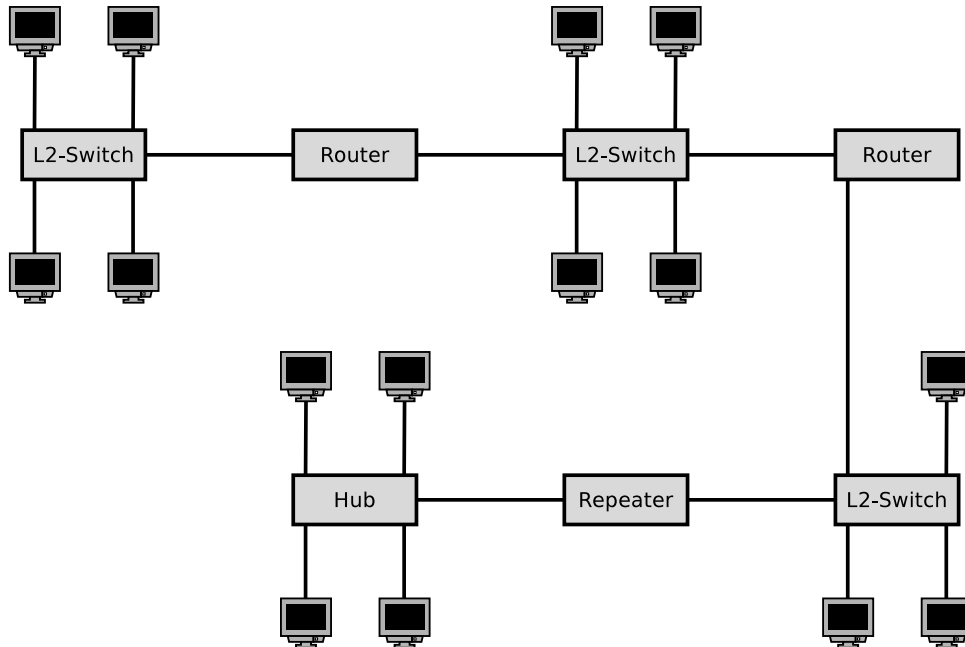 L2-Switch
Router
L2-Switch
Router
Hub
Repeater
L2-Switch